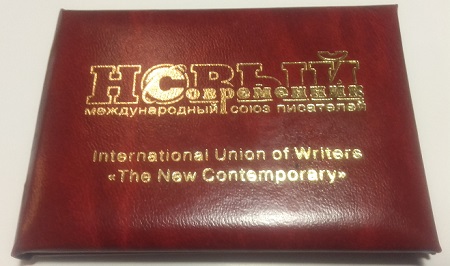 НОВЫЙ
Современник
международный союз писателей
International Union of Writers
«The New Contemporary»